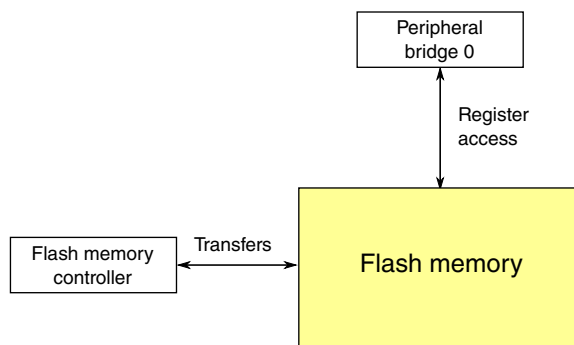 Peripheral
bridge 0
Register
access
Transfers
Flash memory
controller
Flash memory